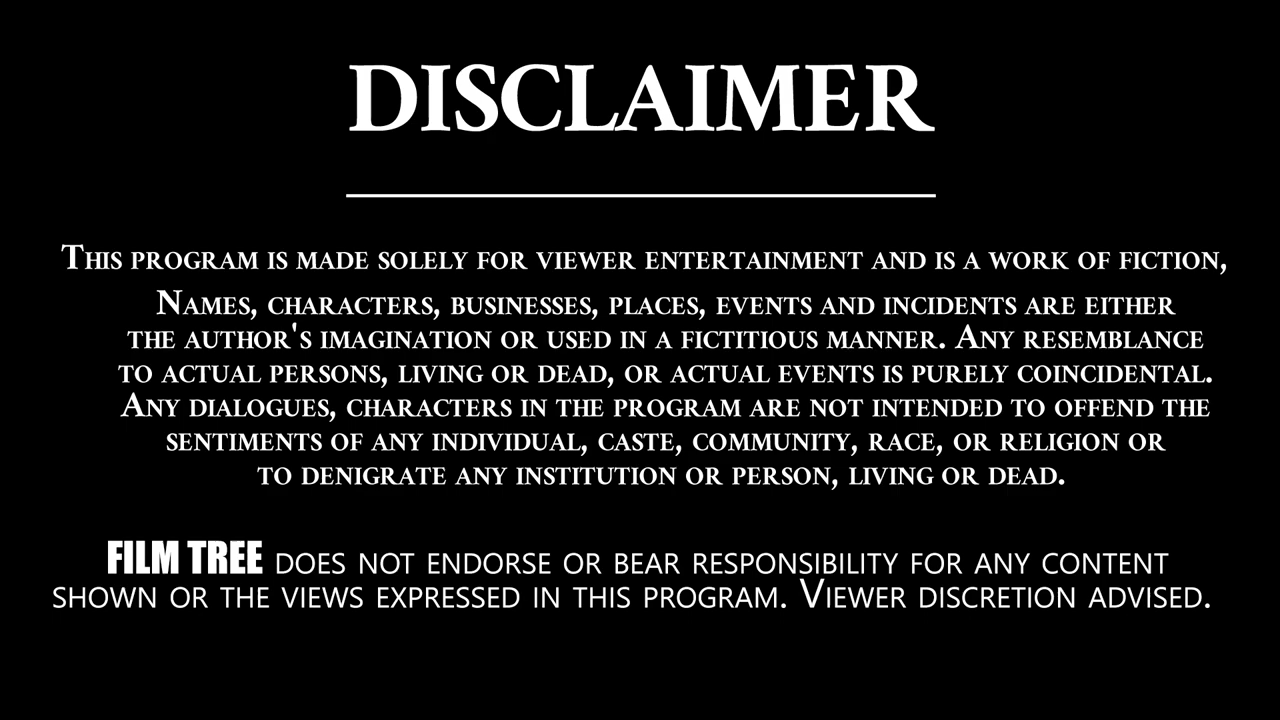 DISCLAIMER
This program is made solely for viewer entertainment and is a work of fiction,
Names, characters, businesses, places, events and incidents are either
the author's imagination or used in a fictitious manner. Any resemblance
to actual persons, living or dead, or actual events is purely coincidental.
Any dialogues, characters in the program are not intended to offend the
sentiments of any individual, caste, community, race, or religion or
to denigrate any institution or person, living or dead.
FILM TREE does not endorse or bear responsibility for any content
shown or the views expressed in this program. Viewer discretion advised.